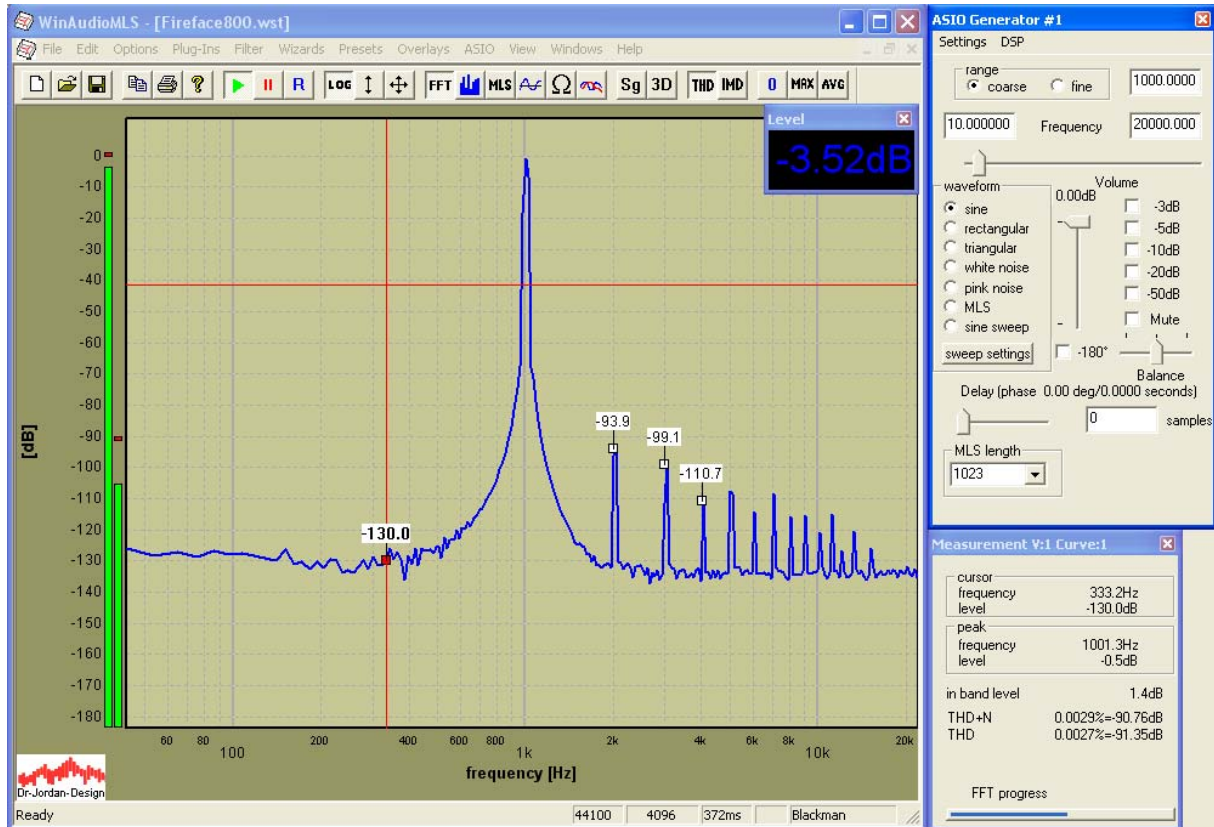 WinAudioMLS - [Fireface800.wst]
File Edit Options Plug-Ins Filter Wizards Presets Overlays ASIO View Windows Help
R LOG FFT MLS Ω Sg 3D THD IMD 0 MAX AVG
Level
-3.52dB
[dB]
0
-10
-20
-30
-40
-50
-60
-70
-80
-90
-100
-110
-120
-130
-140
-150
-160
-170
-180
-130.0
-93.9
-99.1
-110.7
60 80 100 200 400 600 800 1k 2k 4k 6k 8k 10k 20k
frequency [Hz]
Dr-Jordan-Design
Ready 44100 4096 372ms Blackman
ASIO Generator #1
Settings DSP
range
coarse fine 1000.0000
10.000000 Frequency 20000.000
waveform
sine
rectangular
triangular
white noise
pink noise
MLS
sine sweep
sweep settings
Volume
0.00dB
-3dB
-5dB
-10dB
-20dB
-50dB
Mute
-180°
Balance
Delay (phase 0.00 deg/0.0000 seconds)
0 samples
MLS length
1023
Measurement V:1 Curve:1
cursor
frequency 333.2Hz
level -130.0dB
peak
frequency 1001.3Hz
level -0.5dB
in band level 1.4dB
THD+N 0.0029%=-90.76dB
THD 0.0027%=-91.35dB
FFT progress